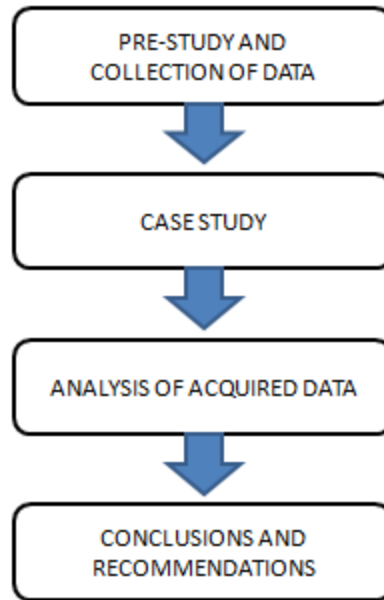 PRE-STUDY AND
COLLECTION OF DATA
CASE STUDY
ANALYSIS OF ACQUIRED DATA
CONCLUSIONS AND
RECOMMENDATIONS